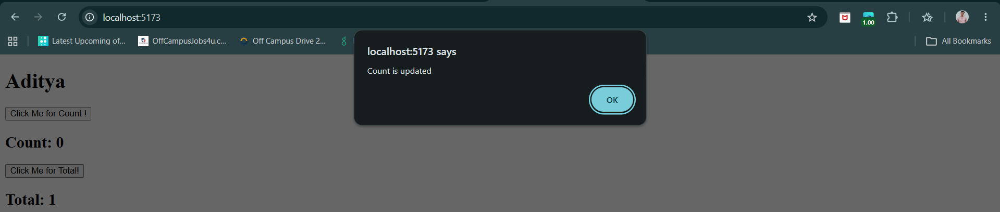 localhost:5173
1.00
Latest Upcoming of...
OffCampusJobs4u.c...
Off Campus Drive 2...
All Bookmarks
localhost:5173 says
Count is updated
OK
Aditya
Click Me for Count !
Count: 0
Click Me for Total!
Total: 1